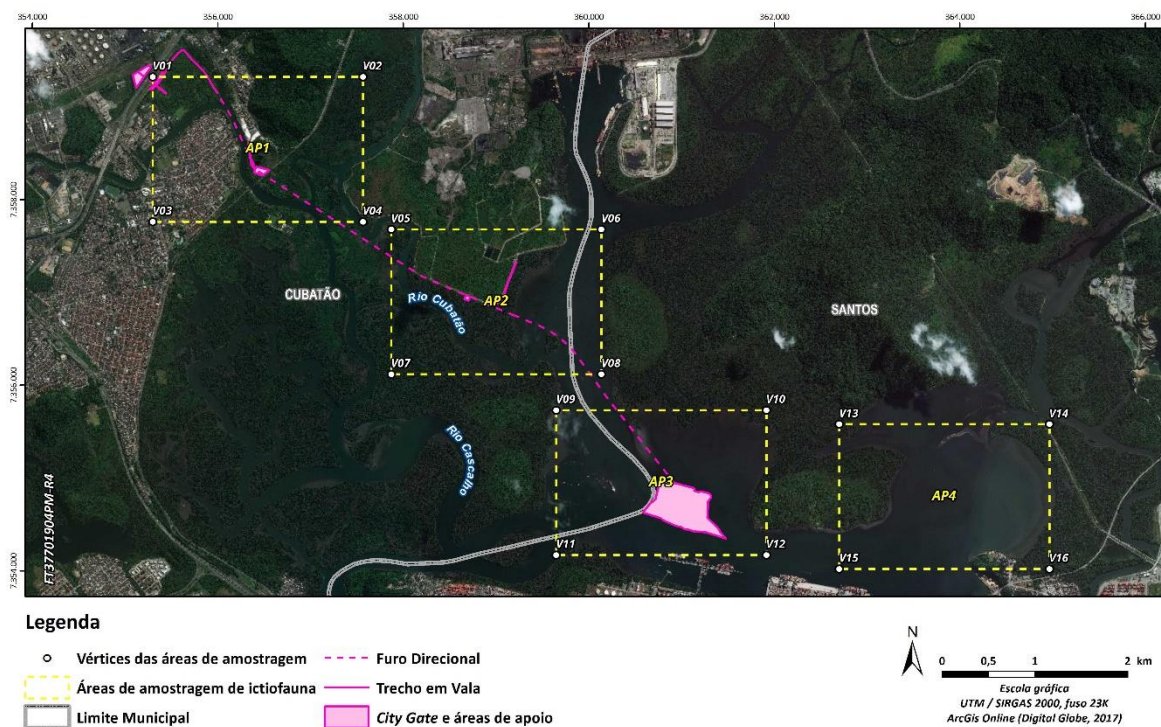 354.000 356.000 358.000 360.000 362.000 364.000 366.000
V01 V02
AP1
7.358.000
V03 V04
V05 V06
CUBATÃO
Rio Cubatão
AP2
SANTOS
7.356.000
V07 V08
V09 V10
V13 V14
Rio Cascalho
AP3
AP4
FT37701904PM-R4
V11 V12
V15 V16
7.354.000
Legenda
Vértices das áreas de amostragem
Furo Direcional
Áreas de amostragem de ictiofauna
Trecho em Vala
Limite Municipal
City Gate e áreas de apoio
N
0 0,5 1 2 km
Escala gráfica
UTM / SIRGAS 2000, fuso 23K
ArcGis Online (Digital Globe, 2017)